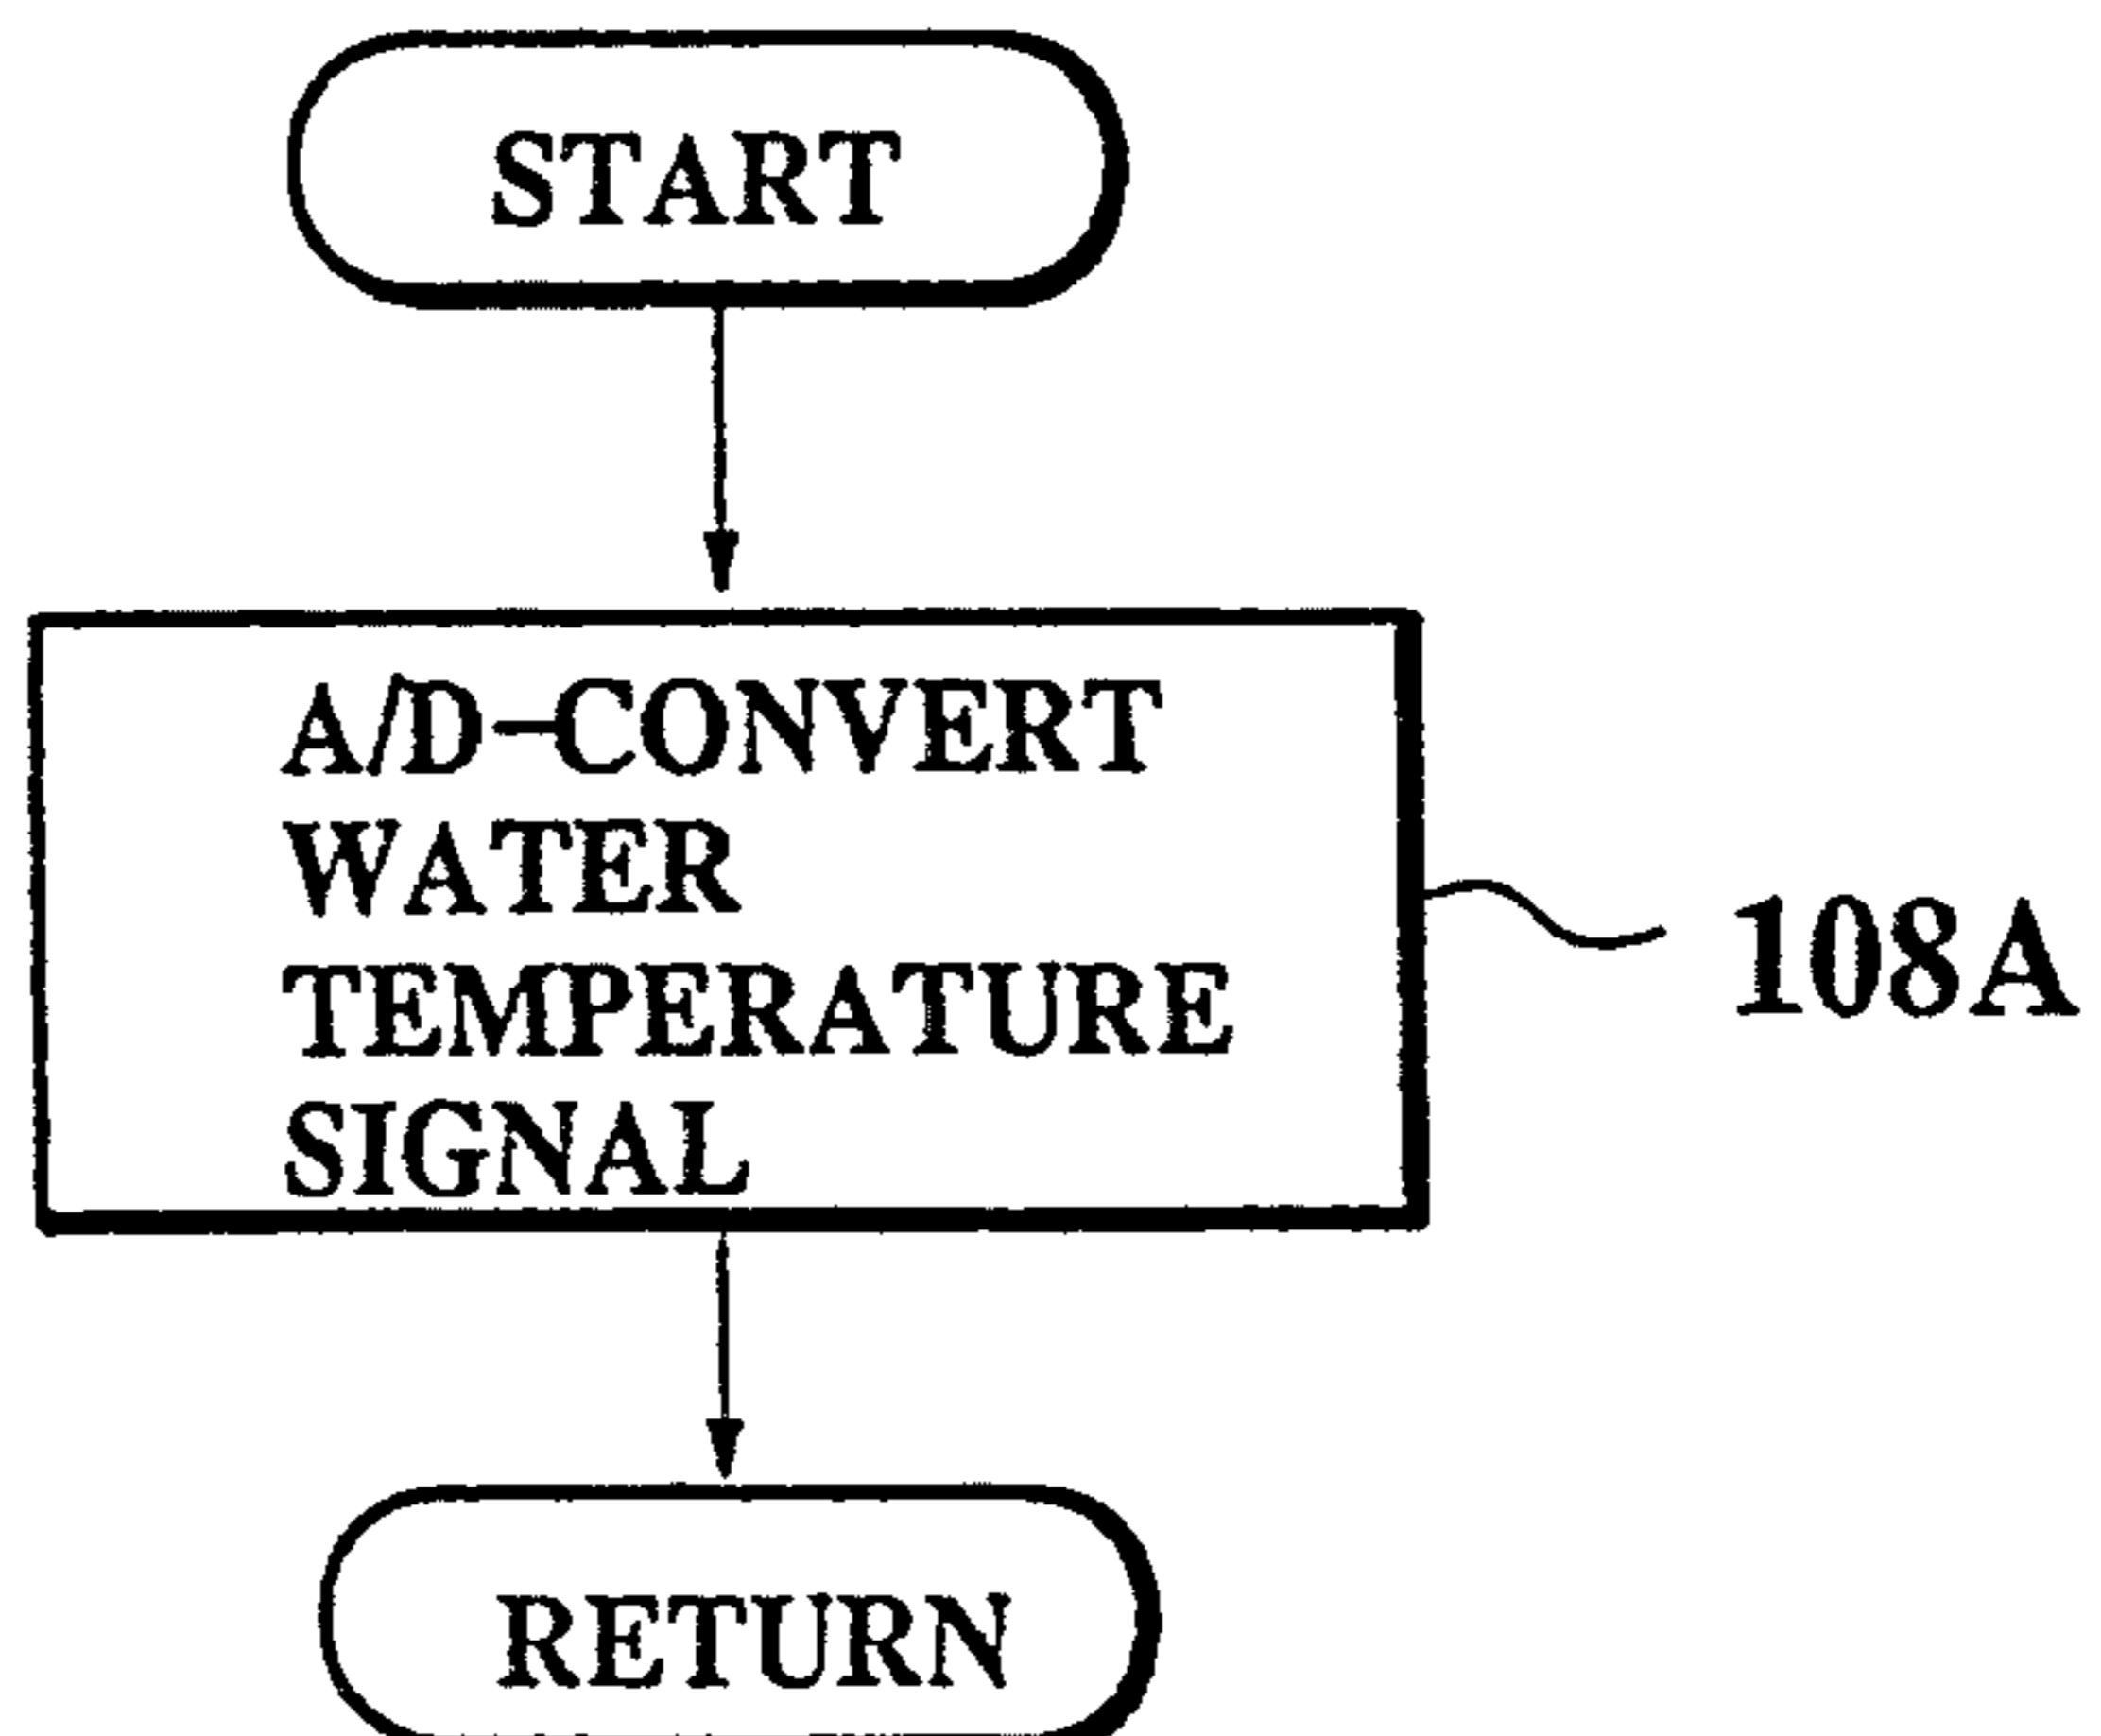 START
A/D-CONVERT
WATER
TEMPERATURE
SIGNAL
108A
RETURN